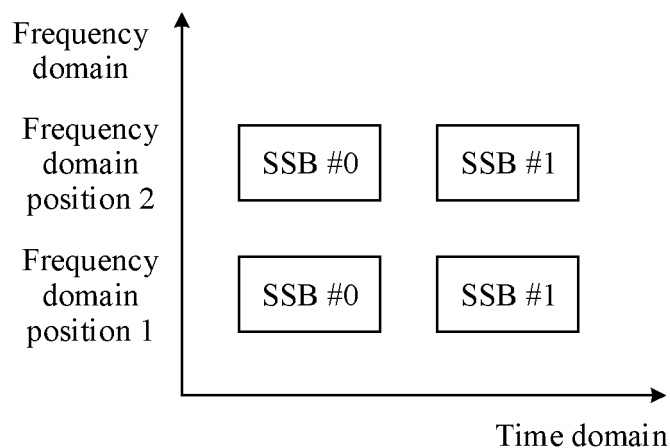 Frequency
domain
Frequency
domain
position 2
SSB #0
SSB #1
Frequency
domain
position 1
SSB #0
SSB #1
Time domain